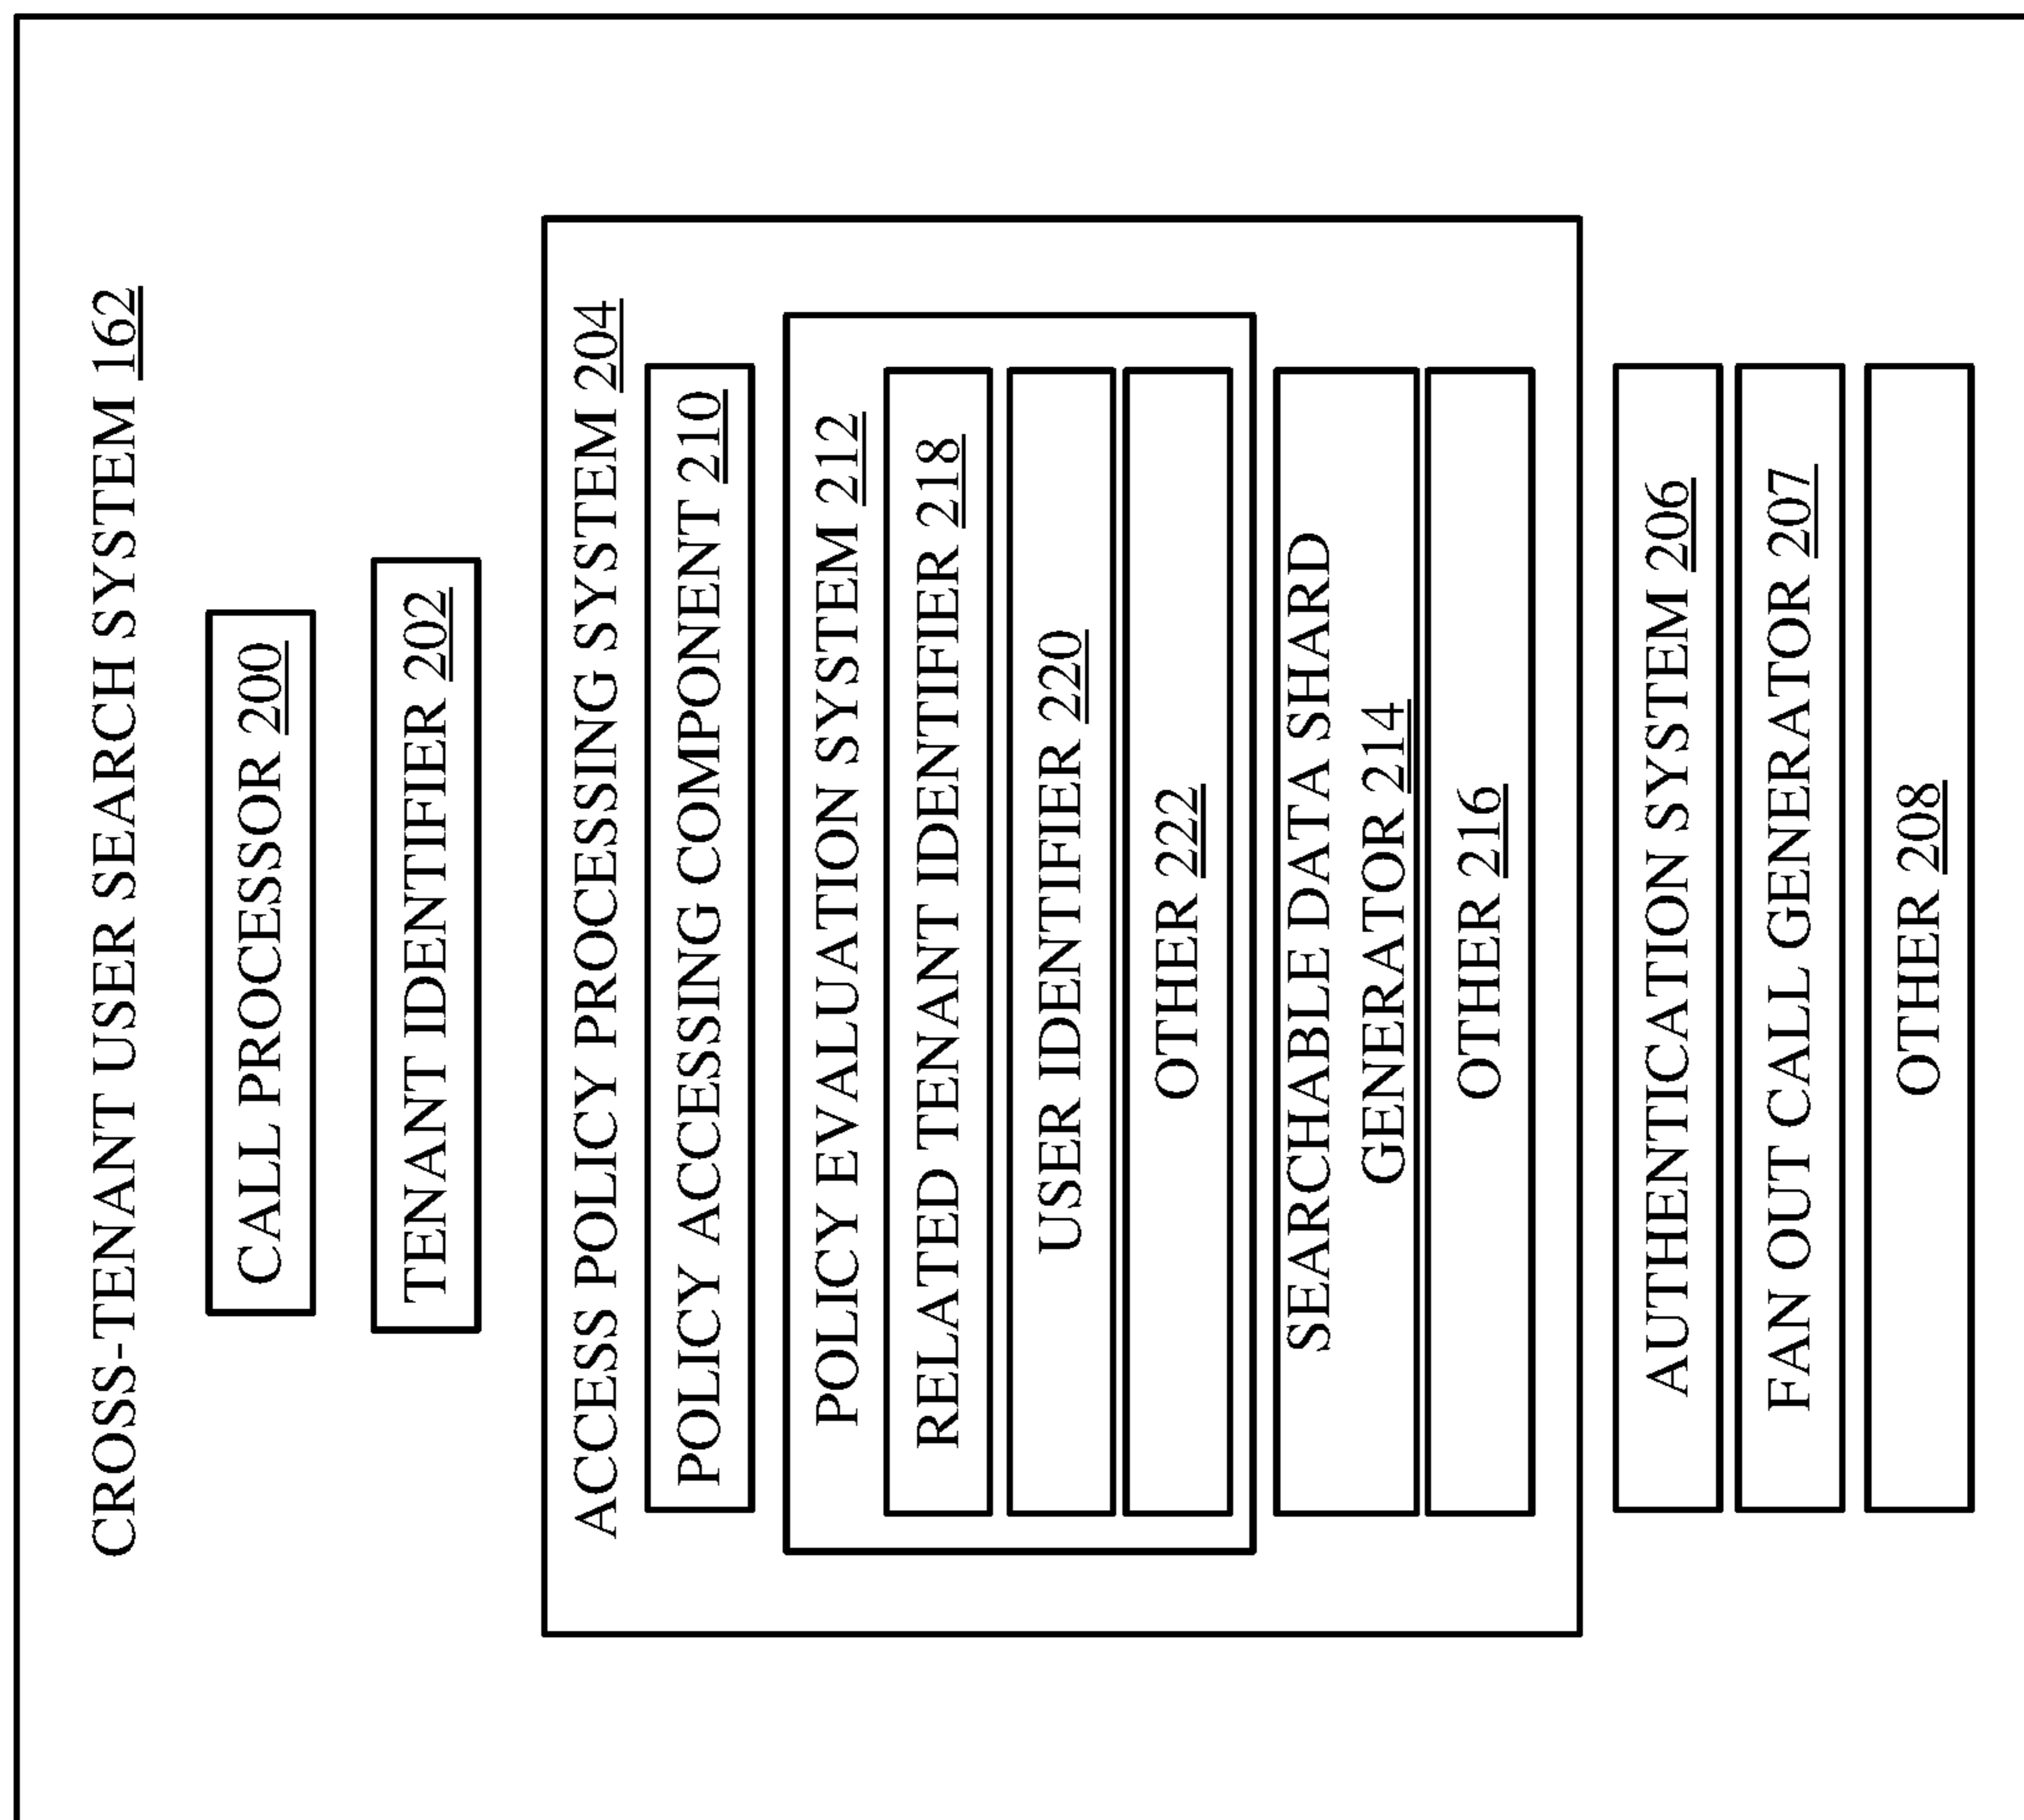 CROSS-TENANT USER SEARCH SYSTEM 162
CALL PROCESSOR 200
TENANT IDENTIFIER 202
ACCESS POLICY PROCESSING SYSTEM 204
POLICY ACCESSING COMPONENT 210
POLICY EVALUATION SYSTEM 212
RELATED TENANT IDENTIFIER 218
USER IDENTIFIER 220
OTHER 222
SEARCHABLE DATA SHARD
GENERATOR 214
OTHER 216
AUTHENTICATION SYSTEM 206
FAN OUT CALL GENERATOR 207
OTHER 208